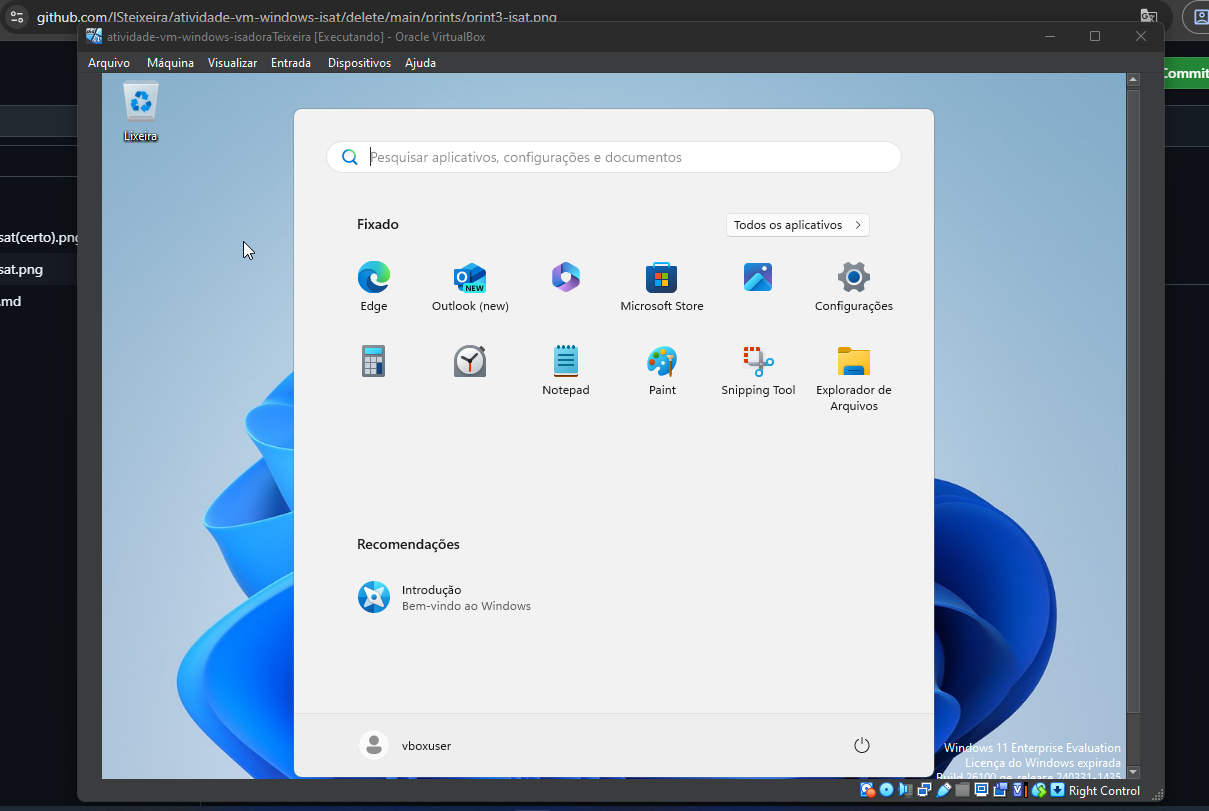 github.com/ISteixeira/atividade-vm-windows-isat/delete/main/prints/print3-isat.png
atividade-vm-windows-isadoraTeixeira [Executando] - Oracle VirtualBox
Arquivo Máquina Visualizar Entrada Dispositivos Ajuda
Commit
Lixeira
Pesquisar aplicativos, configurações e documentos
Fixado
Todos os aplicativos
sat(certo).png
sat.png
.md
Edge
Outlook (new)
NEW
Microsoft Store
Configurações
Notepad
Paint
Snipping Tool
Explorador de
Arquivos
Recomendações
Introdução
Bem-vindo ao Windows
vboxuser
Windows 11 Enterprise Evaluation
Licença do Windows expirada
Build 26100.ge_release.240331-1435
Right Control